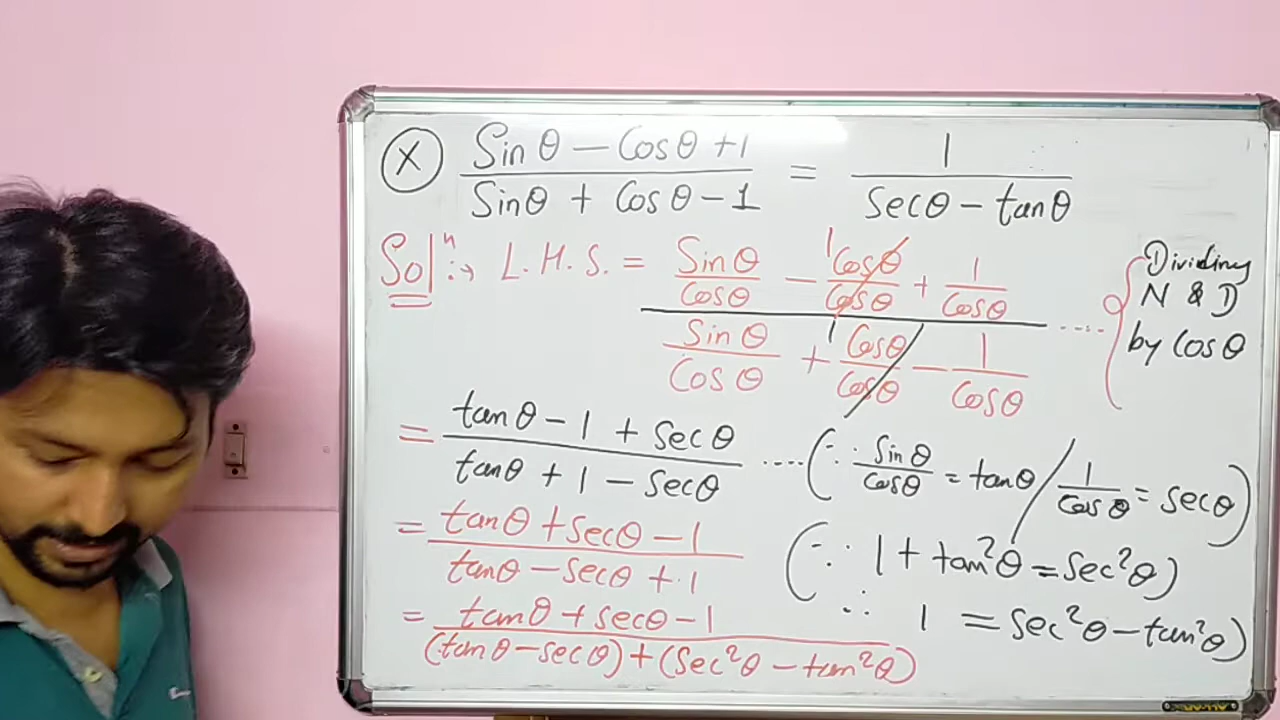 (X) (Sinθ − Cosθ + 1)/(Sinθ + Cosθ − 1) = 1/(secθ − tanθ)
Solⁿ :→ L.H.S. = (Sinθ/Cosθ − Cosθ/Cosθ + 1/Cosθ)/(Sinθ/Cosθ + Cosθ/Cosθ − 1/Cosθ) .... { Dividing
N & D
by Cosθ
= (tanθ − 1 + secθ)/(tanθ + 1 − secθ) ..... (∵ Sinθ/Cosθ = tanθ / 1/Cosθ = secθ)
= (tanθ + secθ − 1)/(tanθ − secθ + 1) (∵ 1 + tan²θ = sec²θ)
∴ 1 = sec²θ − tan²θ)
= (tanθ + secθ − 1)/((tanθ − secθ) + (sec²θ − tan²θ))